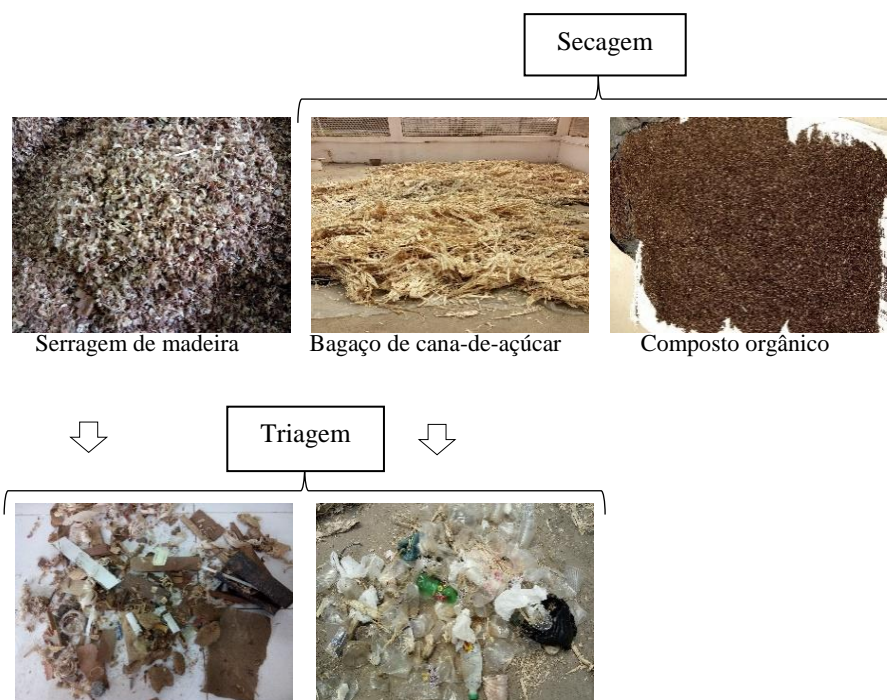 Secagem
Serragem de madeira
Bagaço de cana-de-açúcar
Composto orgânico
Triagem